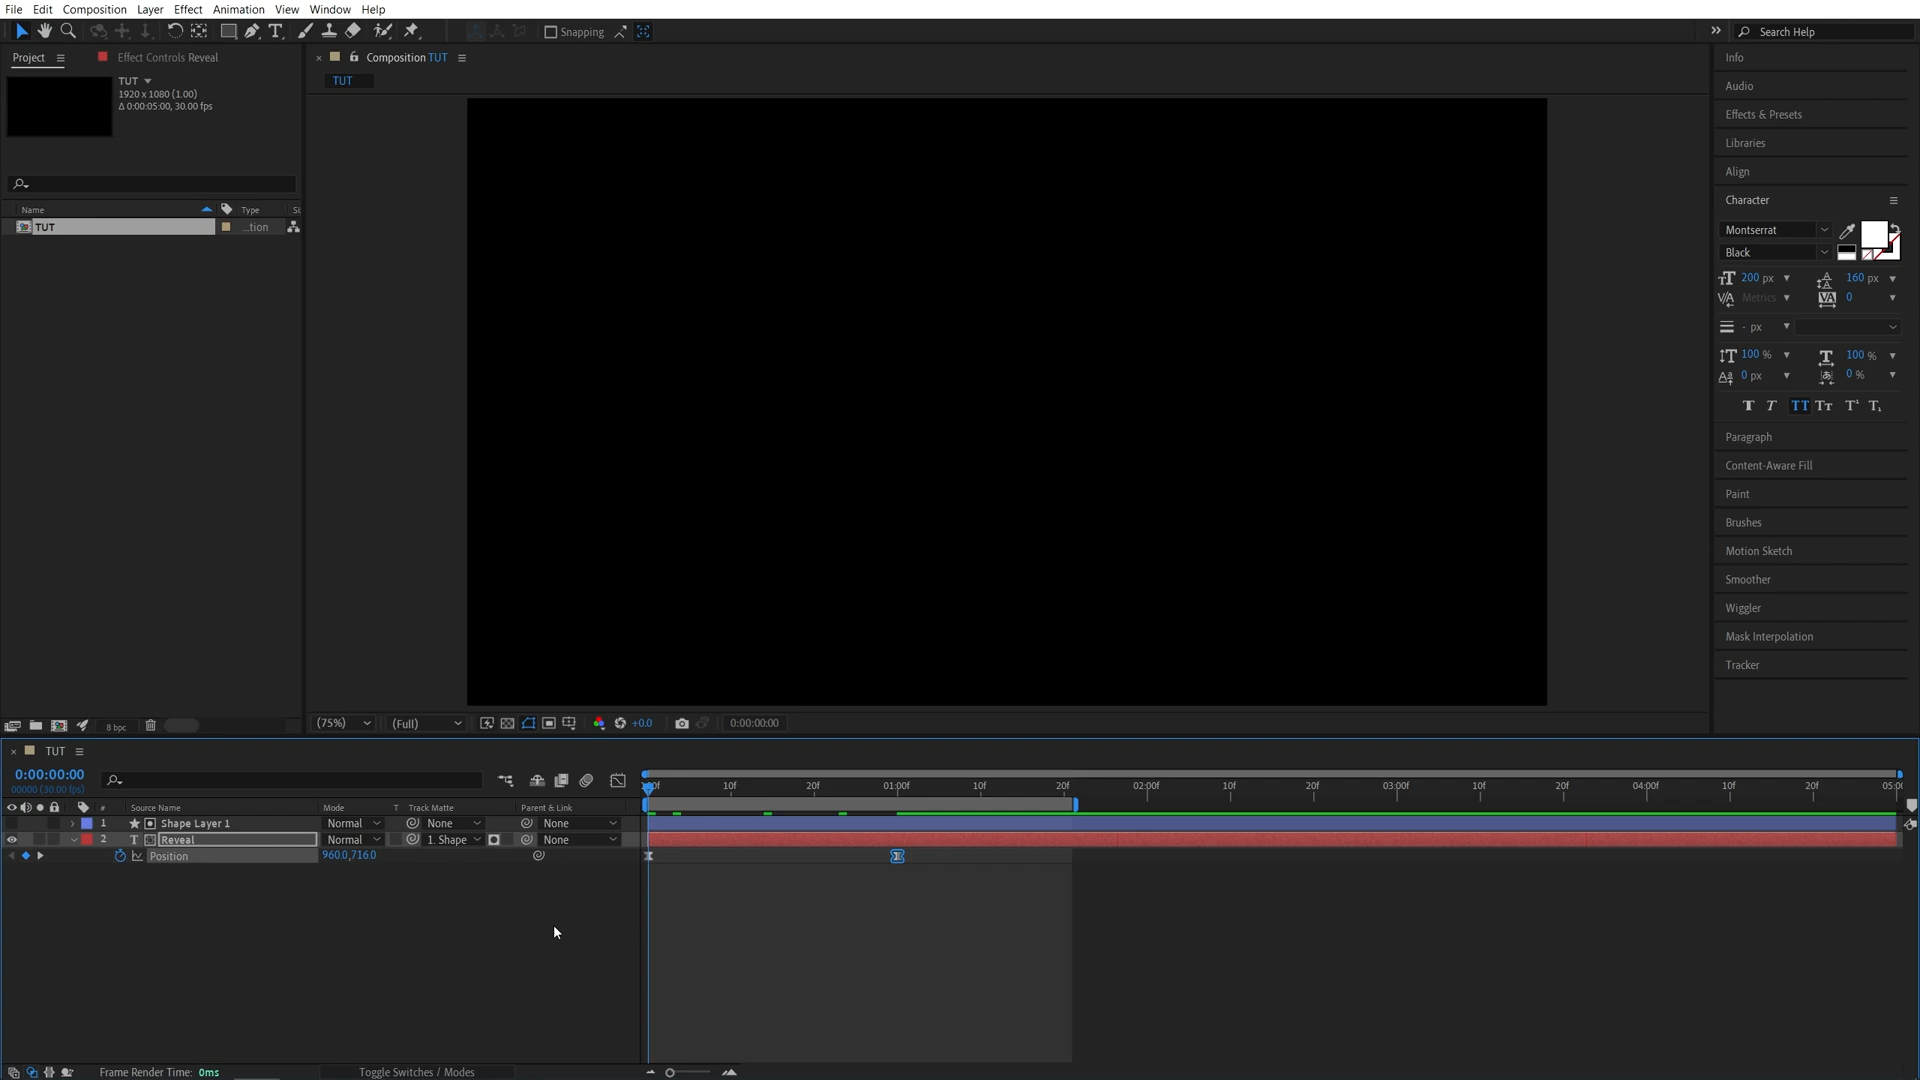 File Edit Composition Layer Effect Animation View Window Help
Snapping
Search Help
Project
Effect Controls Reveal
Composition TUT
TUT
TUT
1920 x 1080 (1.00)
Δ 0:00:05:00, 30.00 fps
Name Type
TUT ...tion
8 bpc
(75%) (Full) +0.0 0:00:00:00
Info
Audio
Effects & Presets
Libraries
Align
Character
Montserrat
Black
200 px 160 px
Metrics 0
- px
100 % 100 %
0 px 0 %
Paragraph
Content-Aware Fill
Paint
Brushes
Motion Sketch
Smoother
Wiggler
Mask Interpolation
Tracker
TUT
0:00:00:00
00000 (30.00 fps)
10f 20f 01:00f 10f 20f 02:00f 10f 20f 03:00f 10f 20f 04:00f 10f 20f
# Source Name Mode T Track Matte Parent & Link
1 Shape Layer 1 Normal None None
2 Reveal Normal 1. Shape None
Position 960.0,716.0
Frame Render Time: 0ms Toggle Switches / Modes